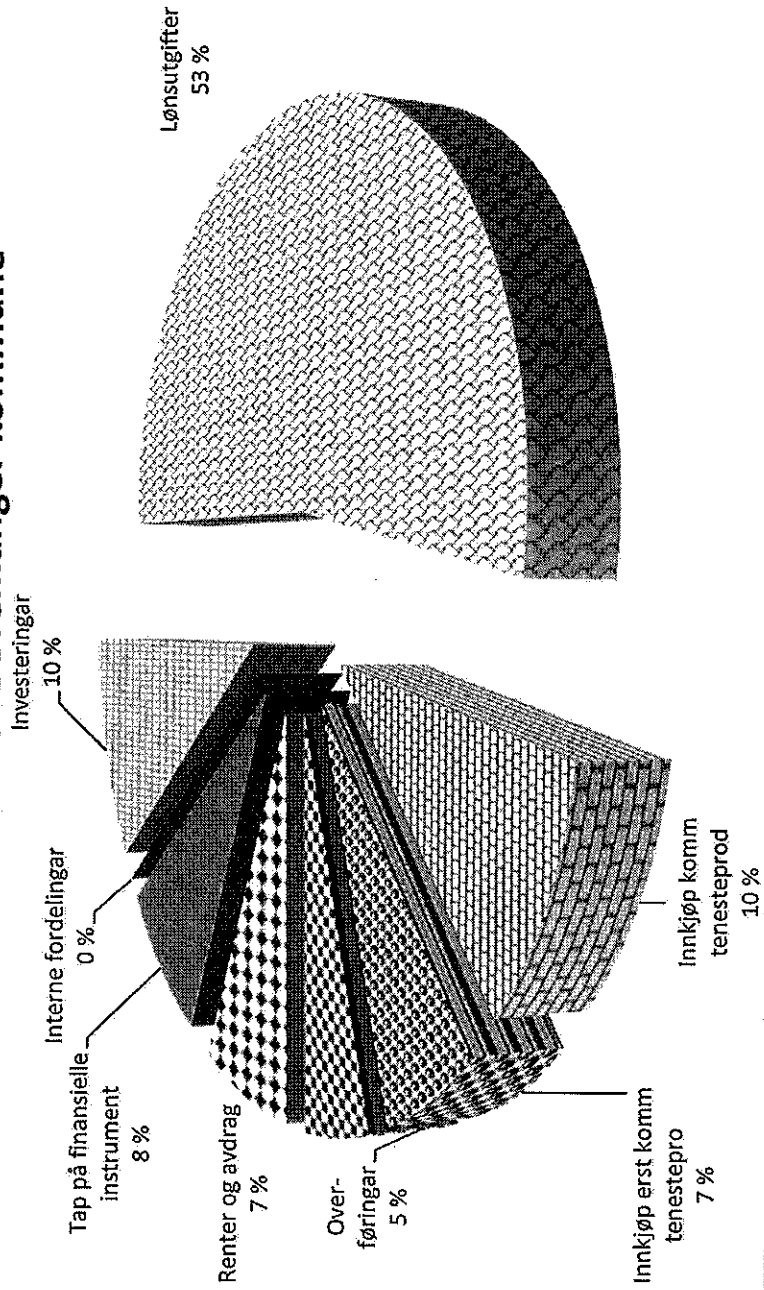 kommune
Investeringar
10 %
Interne fordelingar
0 %
Tap på finansielle
instrument
8 %
Renter og avdrag
7 %
Over-
føringar
5 %
Innkjøp erst komm
tenestepro
7 %
Innkjøp komm
tenesteprod
10 %
Lønsutgifter
53 %